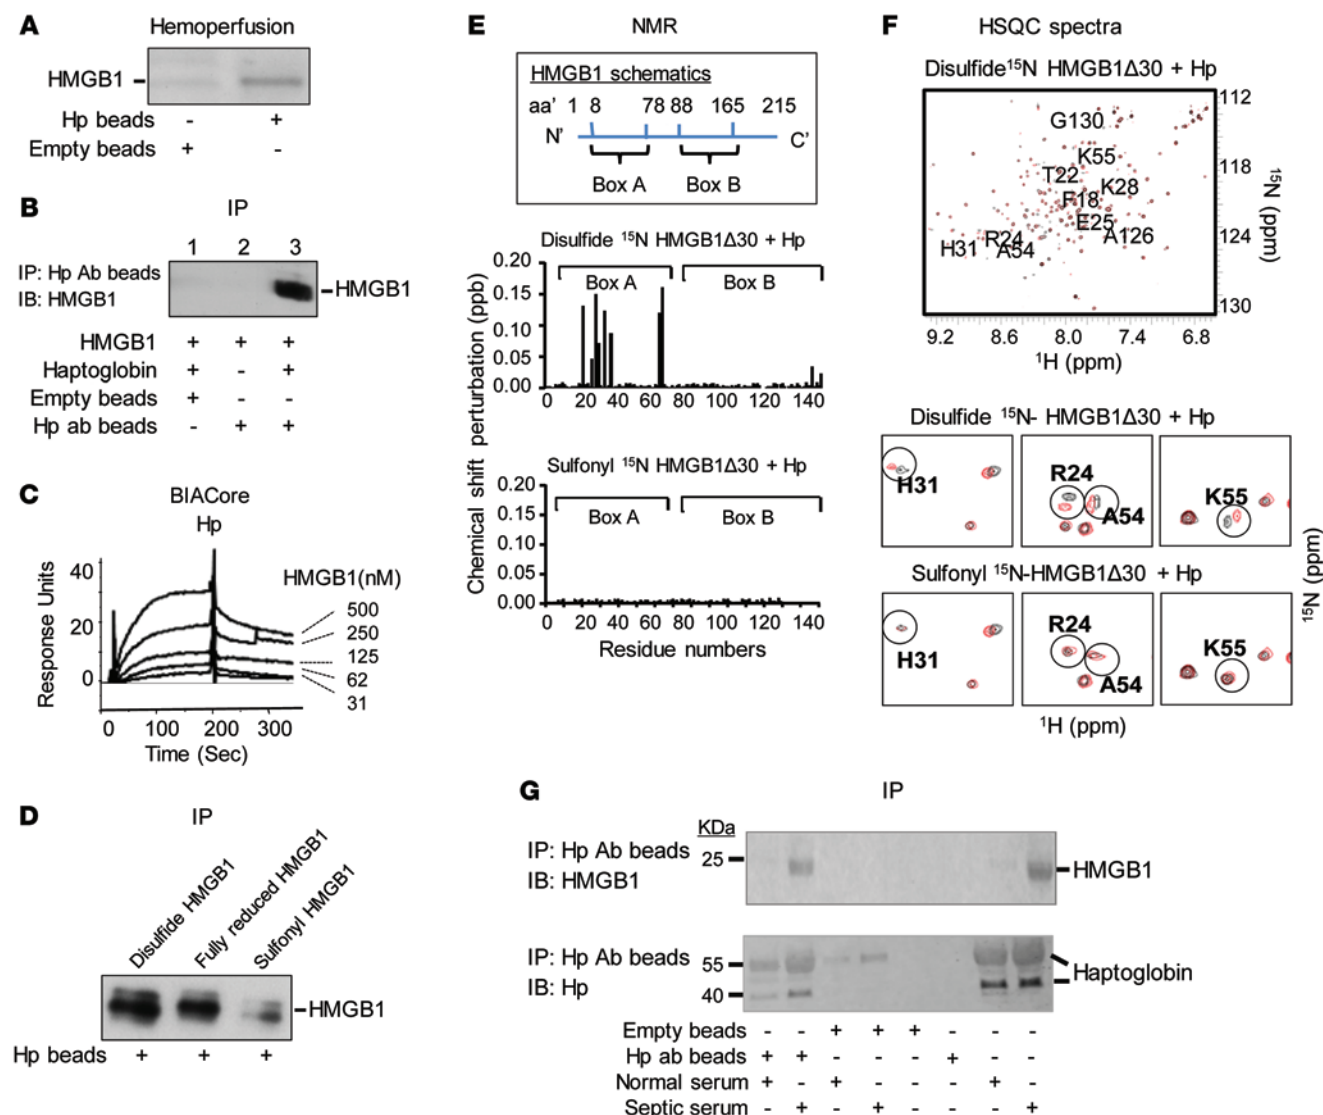 A
Hemoperfusion
HMGB1
Hp beads - +
Empty beads + -
B
IP
1 2 3
IP: Hp Ab beads
IB: HMGB1
HMGB1
HMGB1 + + +
Haptoglobin + - +
Empty beads + - -
Hp ab beads - + +
C
BIACore
Hp
Response Units
40
20
0
HMGB1(nM)
500
250
125
62
31
0 100 200 300
Time (Sec)
D
IP
Disulfide HMGB1
Fully reduced HMGB1
Sulfonyl HMGB1
HMGB1
Hp beads + + +
E
NMR
HMGB1 schematics
aa' 1 8 78 88 165 215
N' C'
Box A Box B
Disulfide ¹⁵N HMGB1Δ30 + Hp
Chemical shift perturbation (ppb)
0.20
0.15
0.10
0.05
0.00
Box A Box B
0 20 40 60 80 100 120 140
Sulfonyl ¹⁵N HMGB1Δ30 + Hp
0.20
0.15
0.10
0.05
0.00
Box A Box B
0 20 40 60 80 100 120 140
Residue numbers
F
HSQC spectra
Disulfide¹⁵N HMGB1Δ30 + Hp
G130
K55
T22
K28
F18
E25
R24
A126
H31
A54
112
118
124
130
¹⁵N (ppm)
9.2 8.6 8.0 7.4 6.8
¹H (ppm)
Disulfide ¹⁵N- HMGB1Δ30 + Hp
H31
R24
A54
K55
Sulfonyl ¹⁵N-HMGB1Δ30 + Hp
H31
R24
A54
K55
¹⁵N (ppm)
¹H (ppm)
G
IP
KDa
IP: Hp Ab beads
IB: HMGB1
25
HMGB1
IP: Hp Ab beads
IB: Hp
55
40
Haptoglobin
Empty beads - - + + + - - -
Hp ab beads + + - - - + - -
Normal serum + - + - - - + -
Septic serum - + - + - - - +